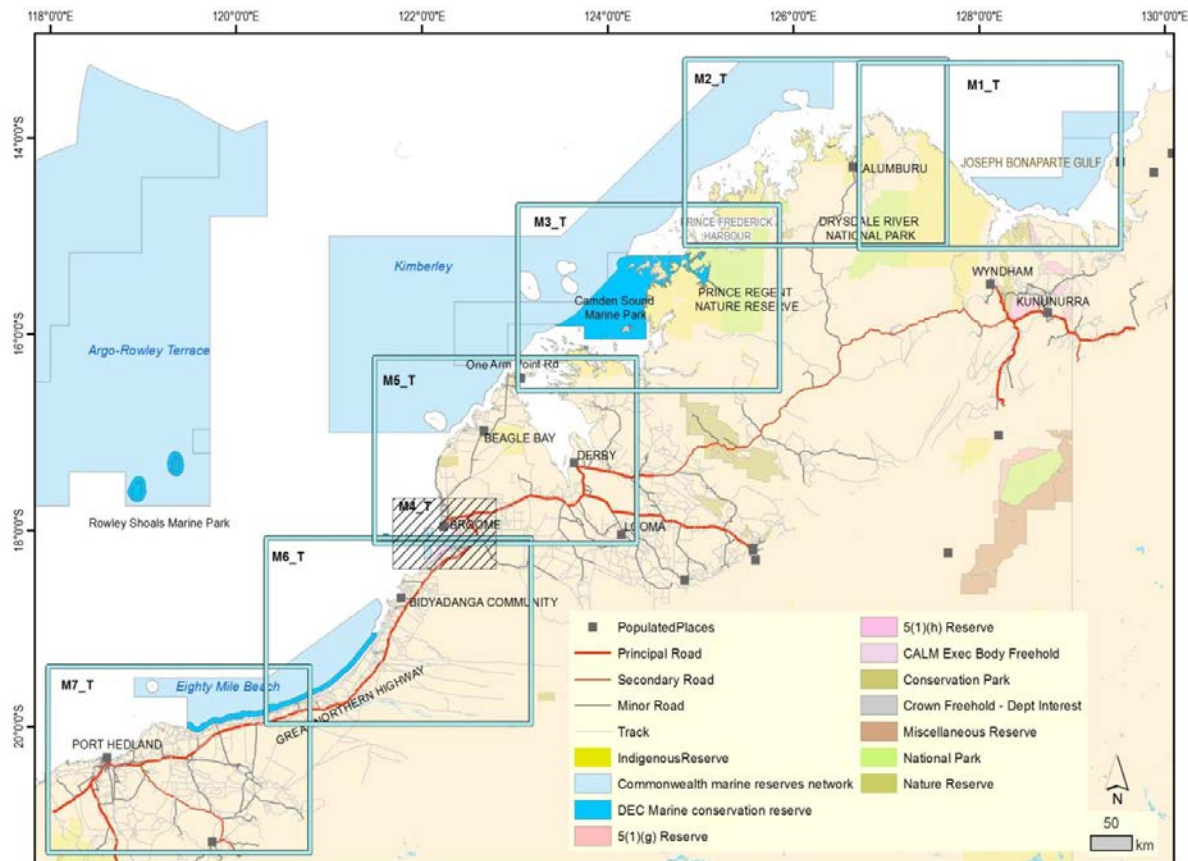 118°0'0"E
120°0'0"E
122°0'0"E
124°0'0"E
126°0'0"E
128°0'0"E
130°0'0"E
14°0'0"S
16°0'0"S
18°0'0"S
20°0'0"S
M2_T
M1_T
JOSEPH BONAPARTE GULF
KALUMBURU
M3_T
PRINCE FREDERICK
HARBOUR
DRYSDALE RIVER
NATIONAL PARK
Kimberley
WYNDHAM
PRINCE REGENT
NATURE RESERVE
KUNUNURRA
Camden Sound
Marine Park
Argo-Rowley Terrace
One Arm Point Rd
M5_T
BEAGLE BAY
DERBY
Rowley Shoals Marine Park
M4_T
BROOME
LOOMA
M6_T
BIDYADANGA COMMUNITY
M7_T
Eighty Mile Beach
GREAT NORTHERN HIGHWAY
PORT HEDLAND
PopulatedPlaces
Principal Road
Secondary Road
Minor Road
Track
IndigenousReserve
Commonwealth marine reserves network
DEC Marine conservation reserve
5(1)(g) Reserve
5(1)(h) Reserve
CALM Exec Body Freehold
Conservation Park
Crown Freehold - Dept Interest
Miscellaneous Reserve
National Park
Nature Reserve
N
50
km